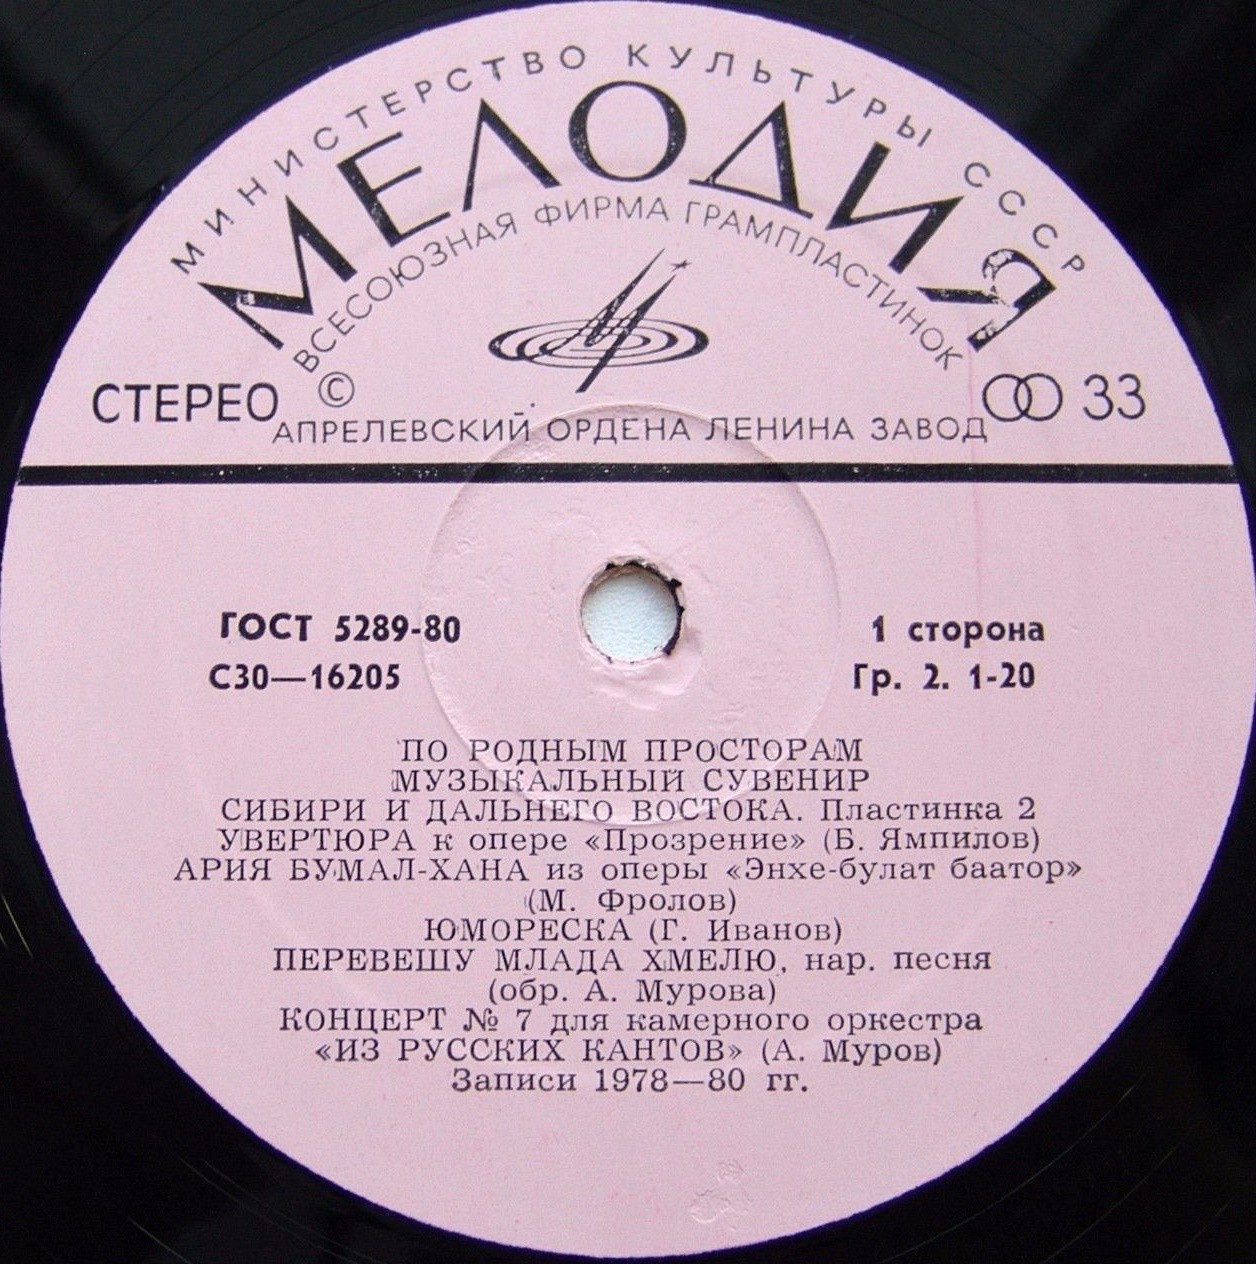 МИНИСТЕРСТВО КУЛЬТУРЫ СССР
МЕЛОДИЯ
ВСЕСОЮЗНАЯ ФИРМА ГРАМПЛАСТИНОК
СТЕРЕО © 33
АПРЕЛЕВСКИЙ ОРДЕНА ЛЕНИНА ЗАВОД
ГОСТ 5289-80 1 сторона
С30—16205 Гр. 2. 1-20
ПО РОДНЫМ ПРОСТОРАМ
МУЗЫКАЛЬНЫЙ СУВЕНИР
СИБИРИ И ДАЛЬНЕГО ВОСТОКА. Пластинка 2
УВЕРТЮРА к опере «Прозрение» (Б. Ямпилов)
АРИЯ БУМАЛ-ХАНА из оперы «Энхе-булат баатор»
(М. Фролов)
ЮМОРЕСКА (Г. Иванов)
ПЕРЕВЕШУ МЛАДА ХМЕЛЮ, нар. песня
(обр. А. Мурова)
КОНЦЕРТ № 7 для камерного оркестра
«ИЗ РУССКИХ КАНТОВ» (А. Муров)
Записи 1978—80 гг.